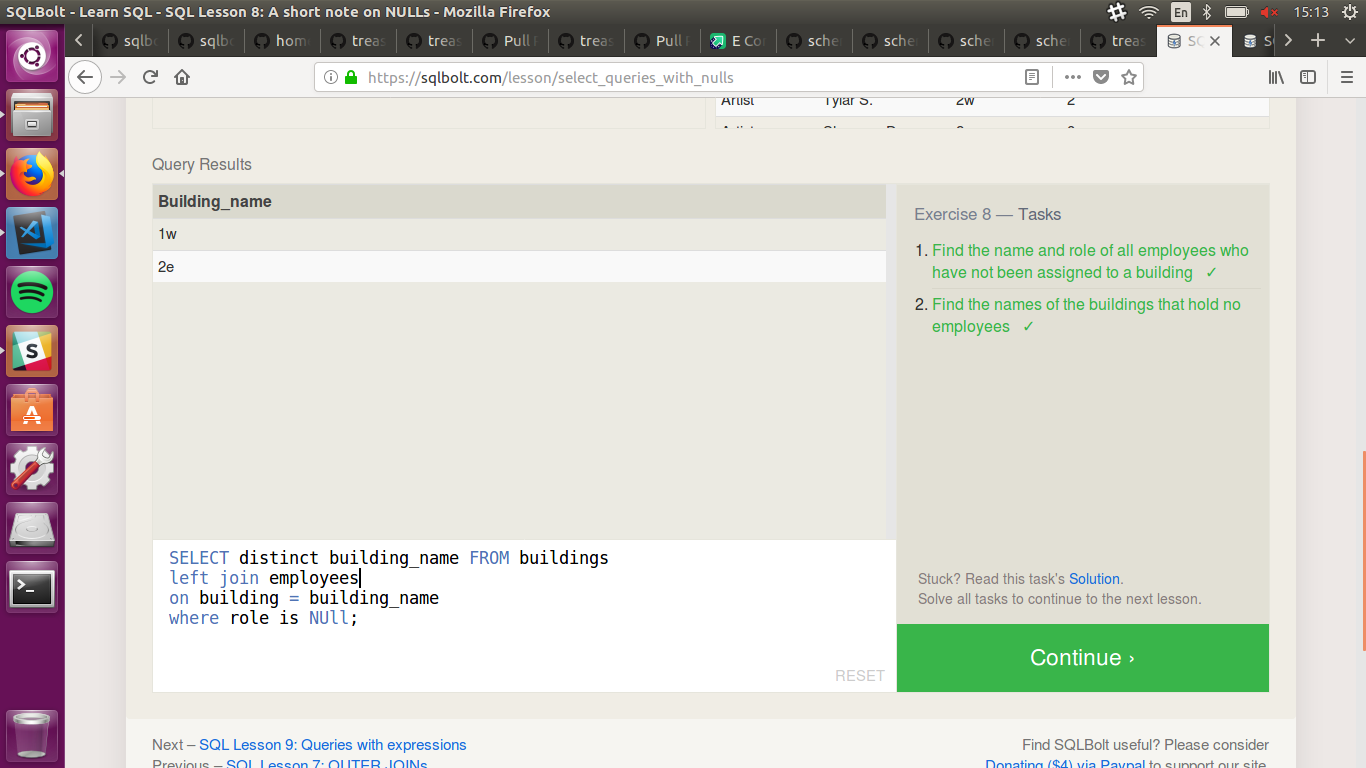 SQLBolt - Learn SQL - SQL Lesson 8: A short note on NULLs - Mozilla Firefox
En
15:13
sqlb
sqlb
hom
treas
treas
Pull
treas
Pull
E Co
sche
sche
sche
sche
treas
https://sqlbolt.com/lesson/select_queries_with_nulls
Artist Tylar S. 2w 2
Query Results
Building_name
1w
2e
Exercise 8 — Tasks
1. Find the name and role of all employees who
have not been assigned to a building ✓
2. Find the names of the buildings that hold no
employees ✓
SELECT distinct building_name FROM buildings
left join employees
on building = building_name
where role is NUll;
RESET
Stuck? Read this task's Solution.
Solve all tasks to continue to the next lesson.
Continue ›
Next – SQL Lesson 9: Queries with expressions
Previous – SQL Lesson 7: OUTER JOINs
Find SQLBolt useful? Please consider
Donating ($4) via Paypal to support our site.